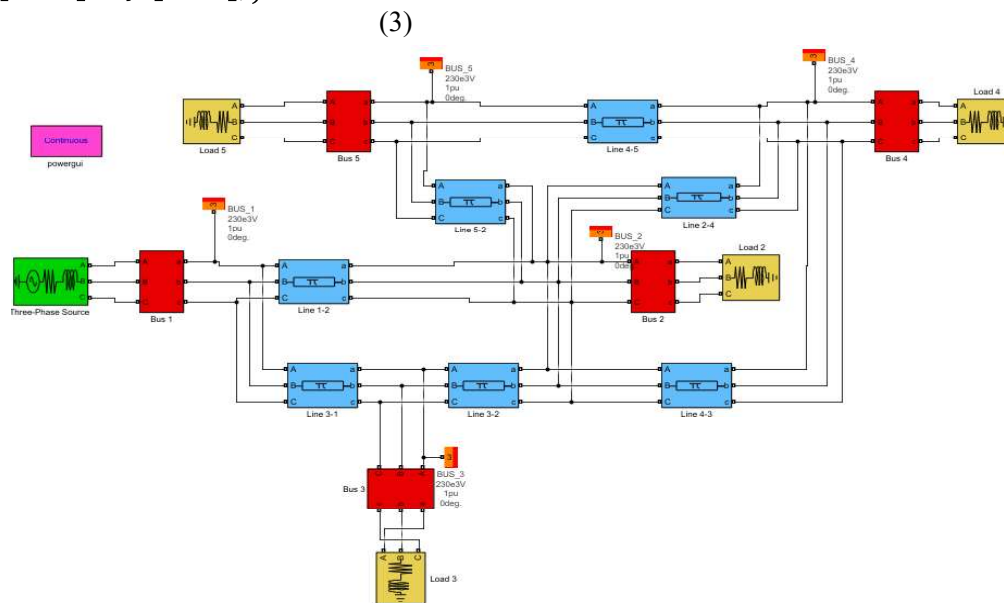 (3)
BUS_5
230e3V
1pu
0deg.
BUS_4
230e3V
1pu
0deg.
Load 4
Continuous
powergui
A
B
C
Load 5
Bus 5
Line 4-5
Bus 4
BUS_1
230e3V
1pu
0deg.
Line 5-2
Line 2-4
BUS_2
230e3V
1pu
0deg.
Load 2
Three-Phase Source
Bus 1
Line 1-2
Bus 2
Line 3-1
Line 3-2
Line 4-3
Bus 3
BUS_3
230e3V
1pu
0deg.
A B C
Load 3